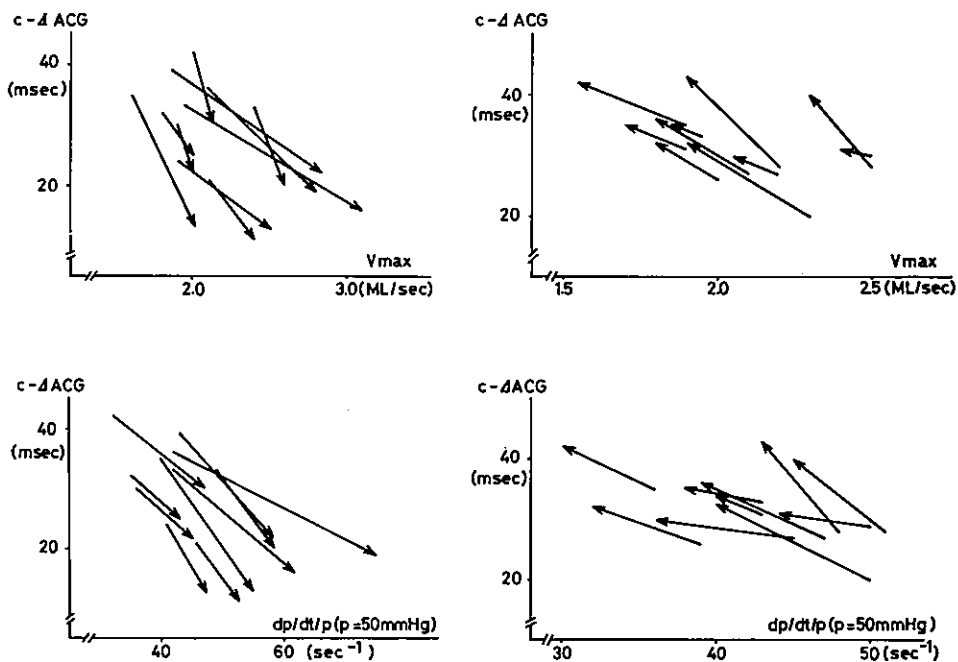 c-Δ ACG
40
(msec)
20
Vmax
2.0
3.0(ML/sec)
c-Δ ACG
40
(msec)
20
Vmax
1.5
2.0
2.5(ML/sec)
c-Δ ACG
40
(msec)
20
dp/dt/p(p=50mmHg)
40
60
(sec⁻¹)
c-Δ ACG
40
(msec)
20
dp/dt/p(p=50mmHg)
30
40
50(sec⁻¹)